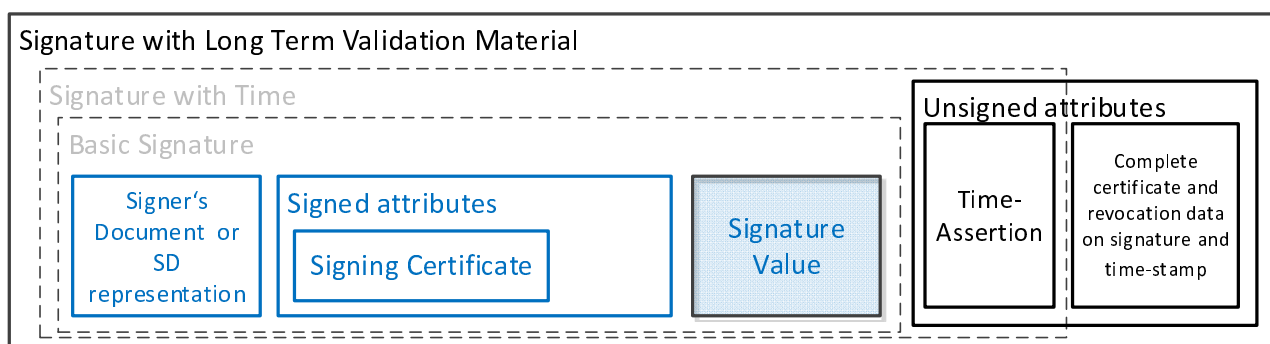 Signature with Long Term Validation Material
Signature with Time
Basic Signature
Signer‘s
Document or
SD
representation
Signed attributes
Signing Certificate
Signature
Value
Unsigned attributes
Time-
Assertion
Complete
certificate and
revocation data
on signature and
time-stamp